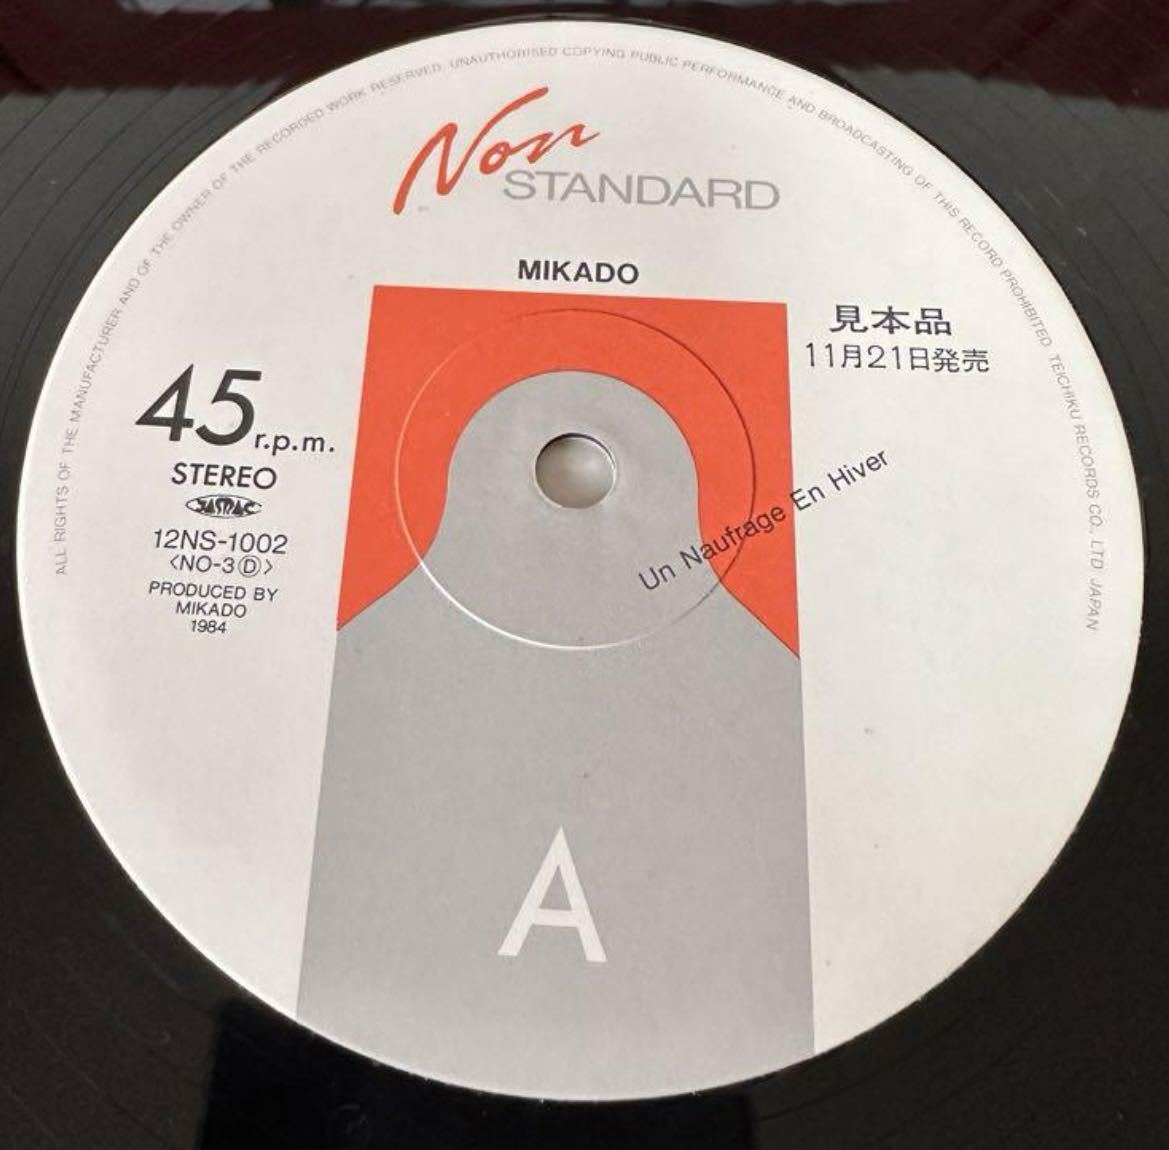 ALL RIGHTS OF THE MANUFACTURER AND OF THE OWNER OF THE RECORDED WORK RESERVED. UNAUTHORISED COPYING PUBLIC PERFORMANCE AND BROADCASTING OF THIS RECORD PROHIBITED. TEICHIKU RECORDS CO., LTD JAPAN
Non
STANDARD
MIKADO
見本品
11月21日発売
45 r.p.m.
STEREO
JASRAC
12NS-1002
<NO-3Ⓓ>
PRODUCED BY
MIKADO
1984
Un Naufrage En Hiver
A